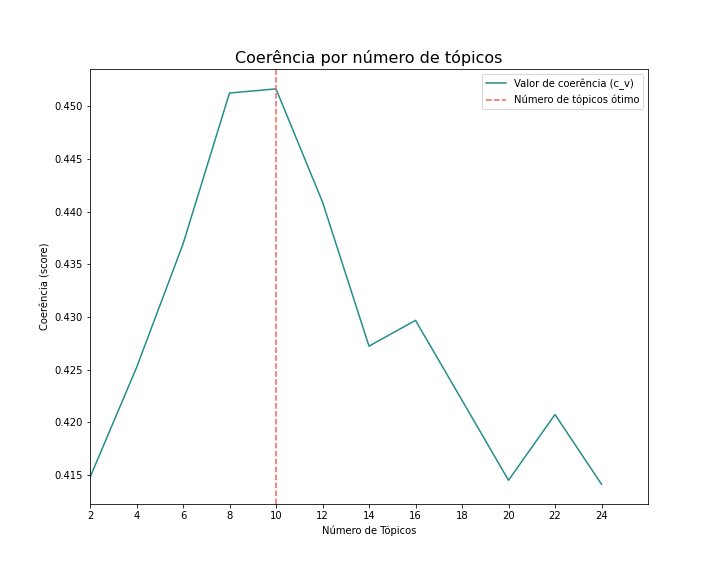 Coerência por número de tópicos
Valor de coerência (c_v)
Número de tópicos ótimo
0.450
0.445
0.440
0.435
0.430
0.425
0.420
0.415
Coerência (score)
2 4 6 8 10 12 14 16 18 20 22 24
Número de Tópicos